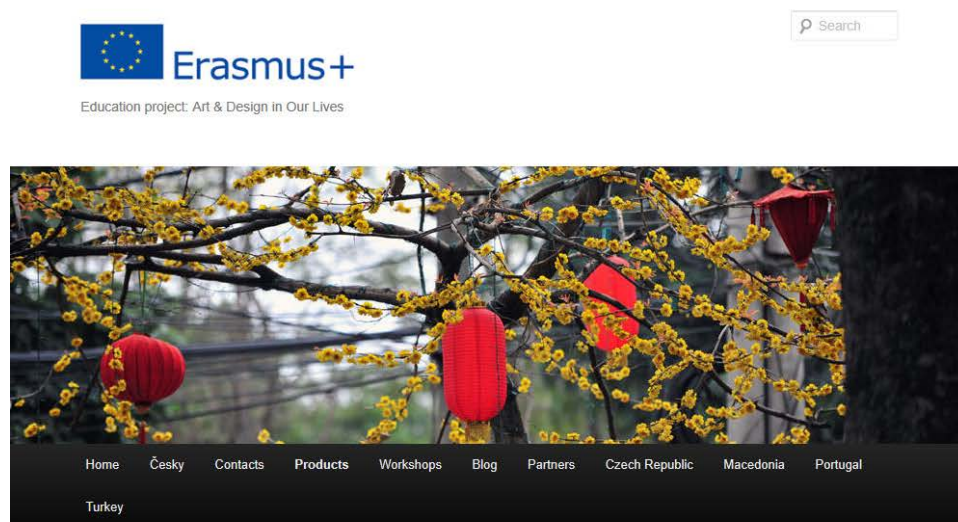 Search
Erasmus+
Education project: Art & Design in Our Lives
Home Česky Contacts Products Workshops Blog Partners Czech Republic Macedonia Portugal
Turkey